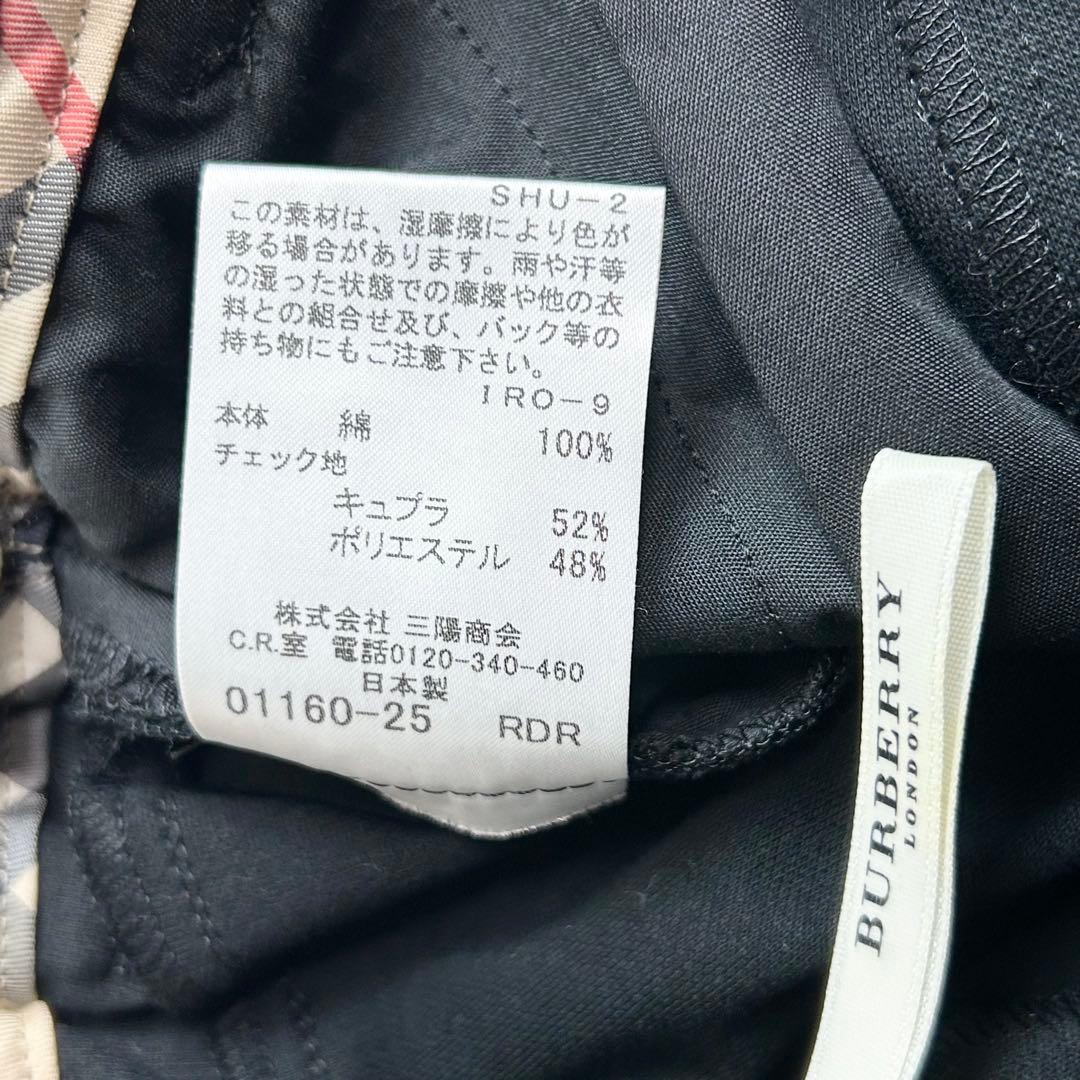 SHU-2
この素材は、湿摩擦により色が
移る場合があります。雨や汗等
の湿った状態での摩擦や他の衣
料との組合せ及び、バック等の
持ち物にもご注意下さい。
IRO-9
本体 綿 100%
チェック地
キュプラ 52%
ポリエステル 48%
株式会社 三陽商会
C.R.室 電話0120-340-460
日本製
01160-25 RDR
BURBERRY
LONDON